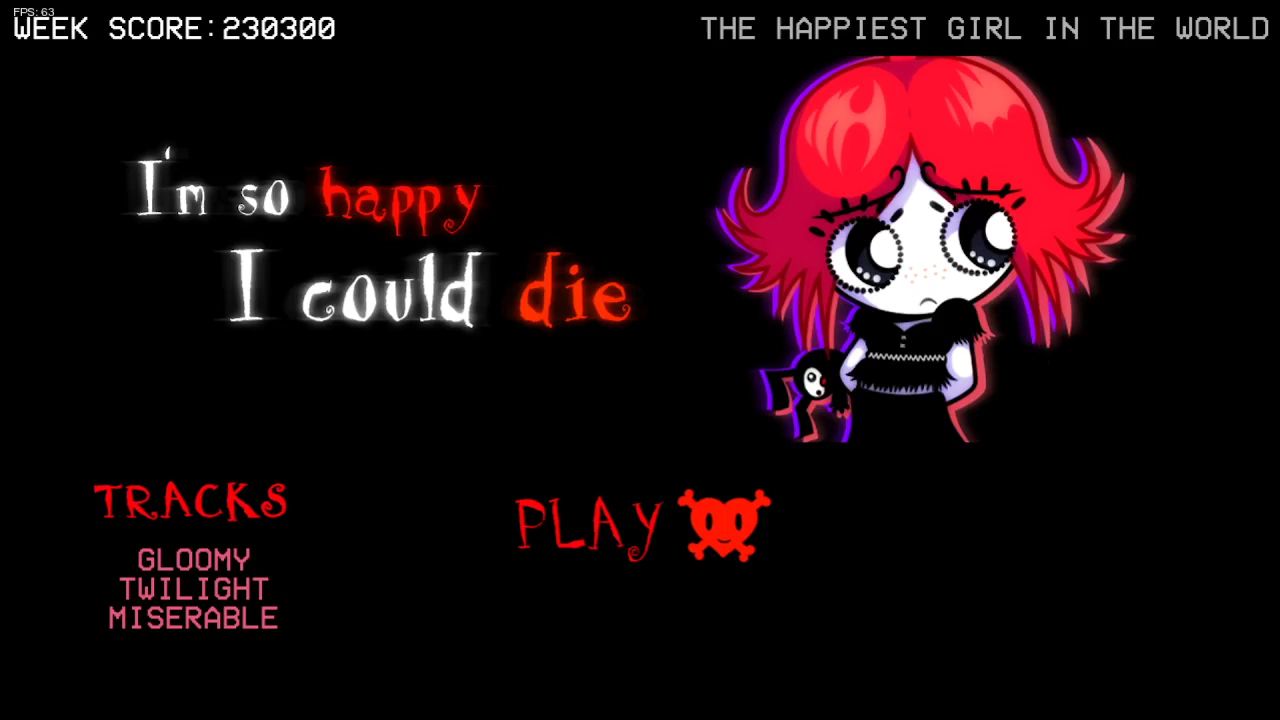 FPS: 63
WEEK SCORE:230300
THE HAPPIEST GIRL IN THE WORLD
I'm so happy
I could die
TRACKS
GLOOMY
TWILIGHT
MISERABLE
PLAY